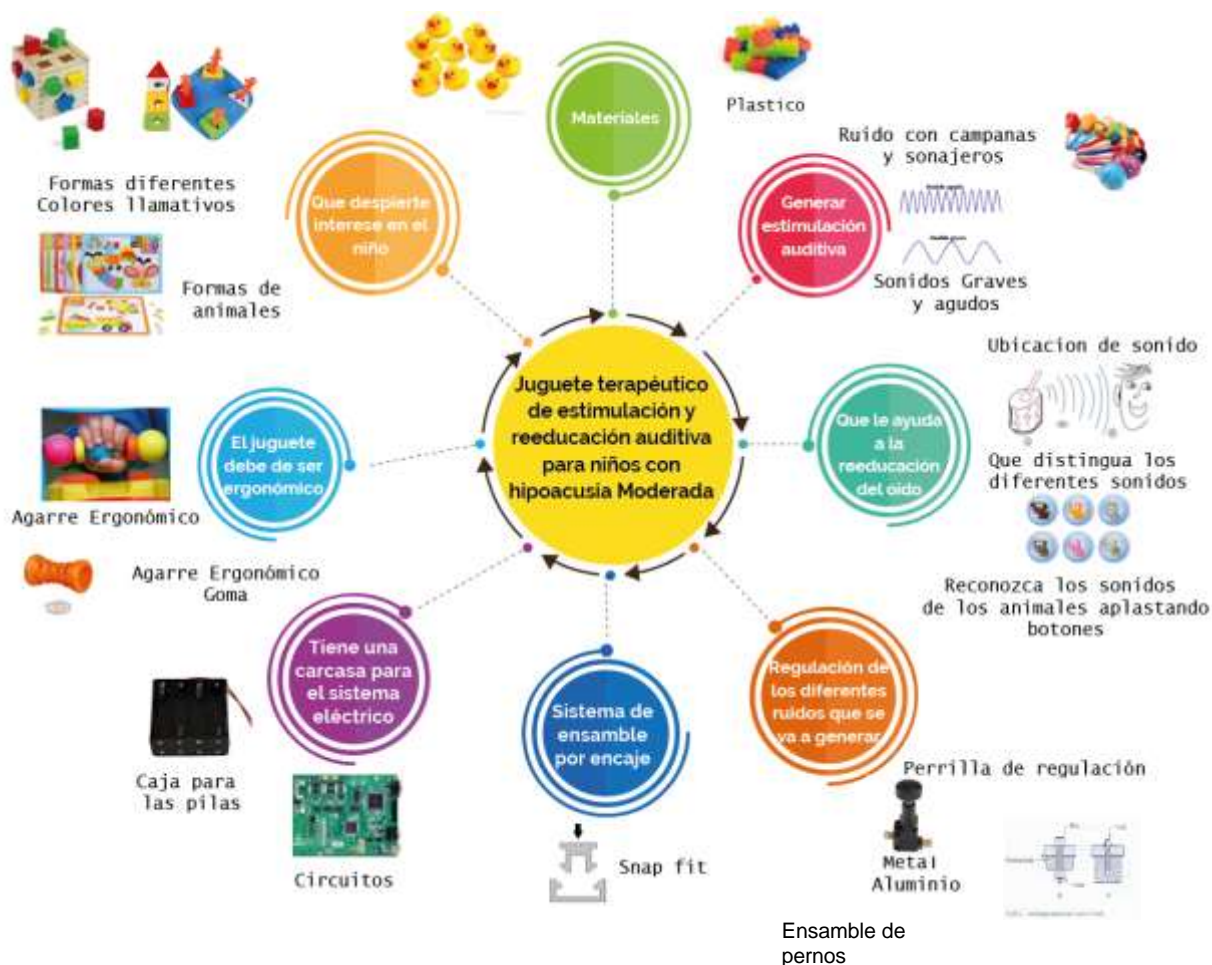 Materiales
Plastico
Ruido con campanas
y sonajeros
Generar
estimulación
auditiva
Sonidos Graves
y agudos
Formas diferentes
Colores llamativos
Que despierte
interese en el
niño
Formas de
animales
Juguete terapéutico
de estimulación y
reeducación auditiva
para niños con
hipoacusia Moderada
Ubicacion de sonido
Que le ayuda
a la
reeducación
del oído
Que distingua los
diferentes sonidos
Reconozca los sonidos
de los animales aplastando
botones
El juguete
debe de ser
ergonómico
Agarre Ergonómico
Agarre Ergonómico
Goma
Tiene una
carcasa para
el sistema
eléctrico
Caja para
las pilas
Circuitos
Sistema de
ensamble
por encaje
Snap fit
Regulación de
los diferentes
ruidos que se
va a generar
Perrilla de regulación
Metal
Aluminio
Ensamble de
pernos